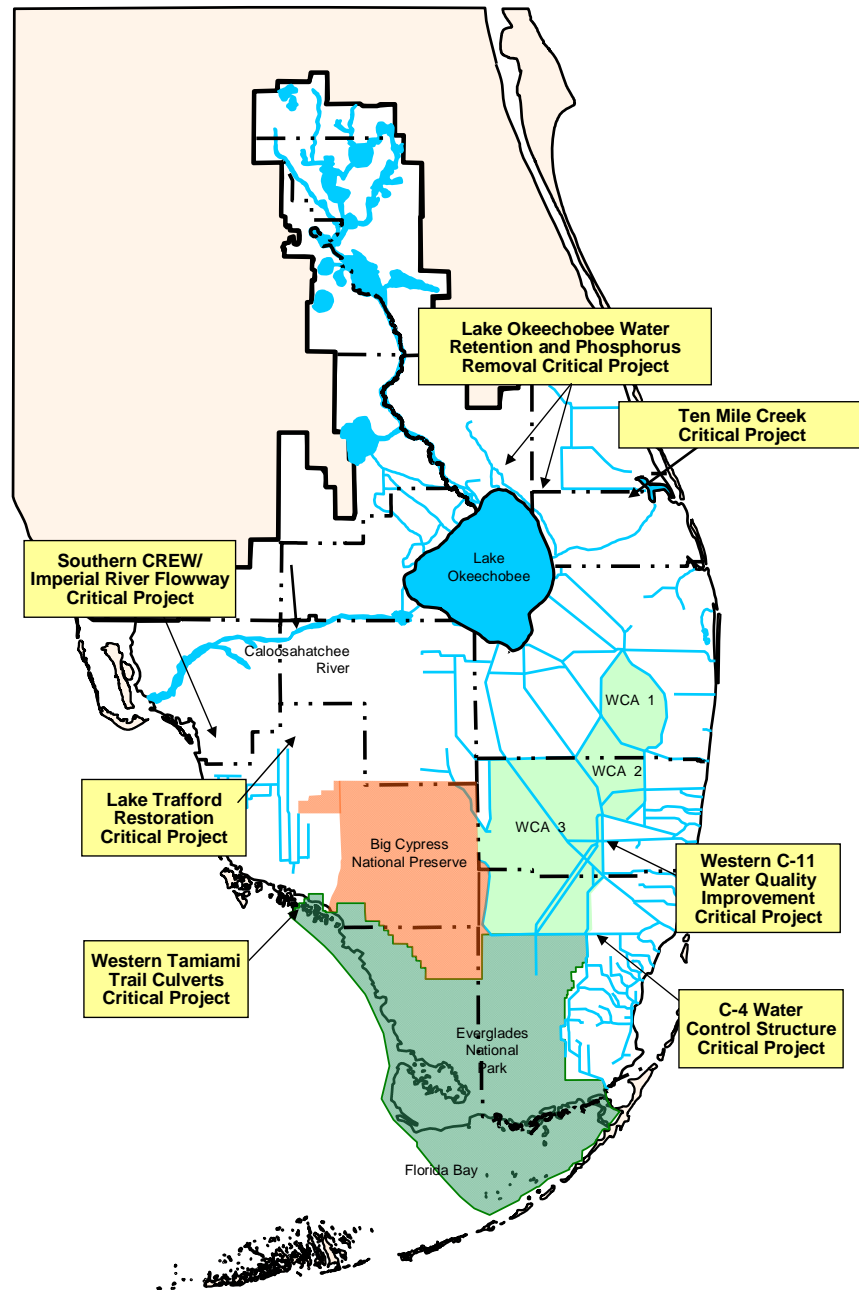 Lake Okeechobee Water
Retention and Phosphorus
Removal Critical Project
Ten Mile Creek
Critical Project
Southern CREW/
Imperial River Flowway
Critical Project
Lake
Okeechobee
Caloosahatchee
River
WCA 1
WCA 2
WCA 3
Lake Trafford
Restoration
Critical Project
Big Cypress
National Preserve
Western C-11
Water Quality
Improvement
Critical Project
Western Tamiami
Trail Culverts
Critical Project
C-4 Water
Control Structure
Critical Project
Everglades
National
Park
Florida Bay